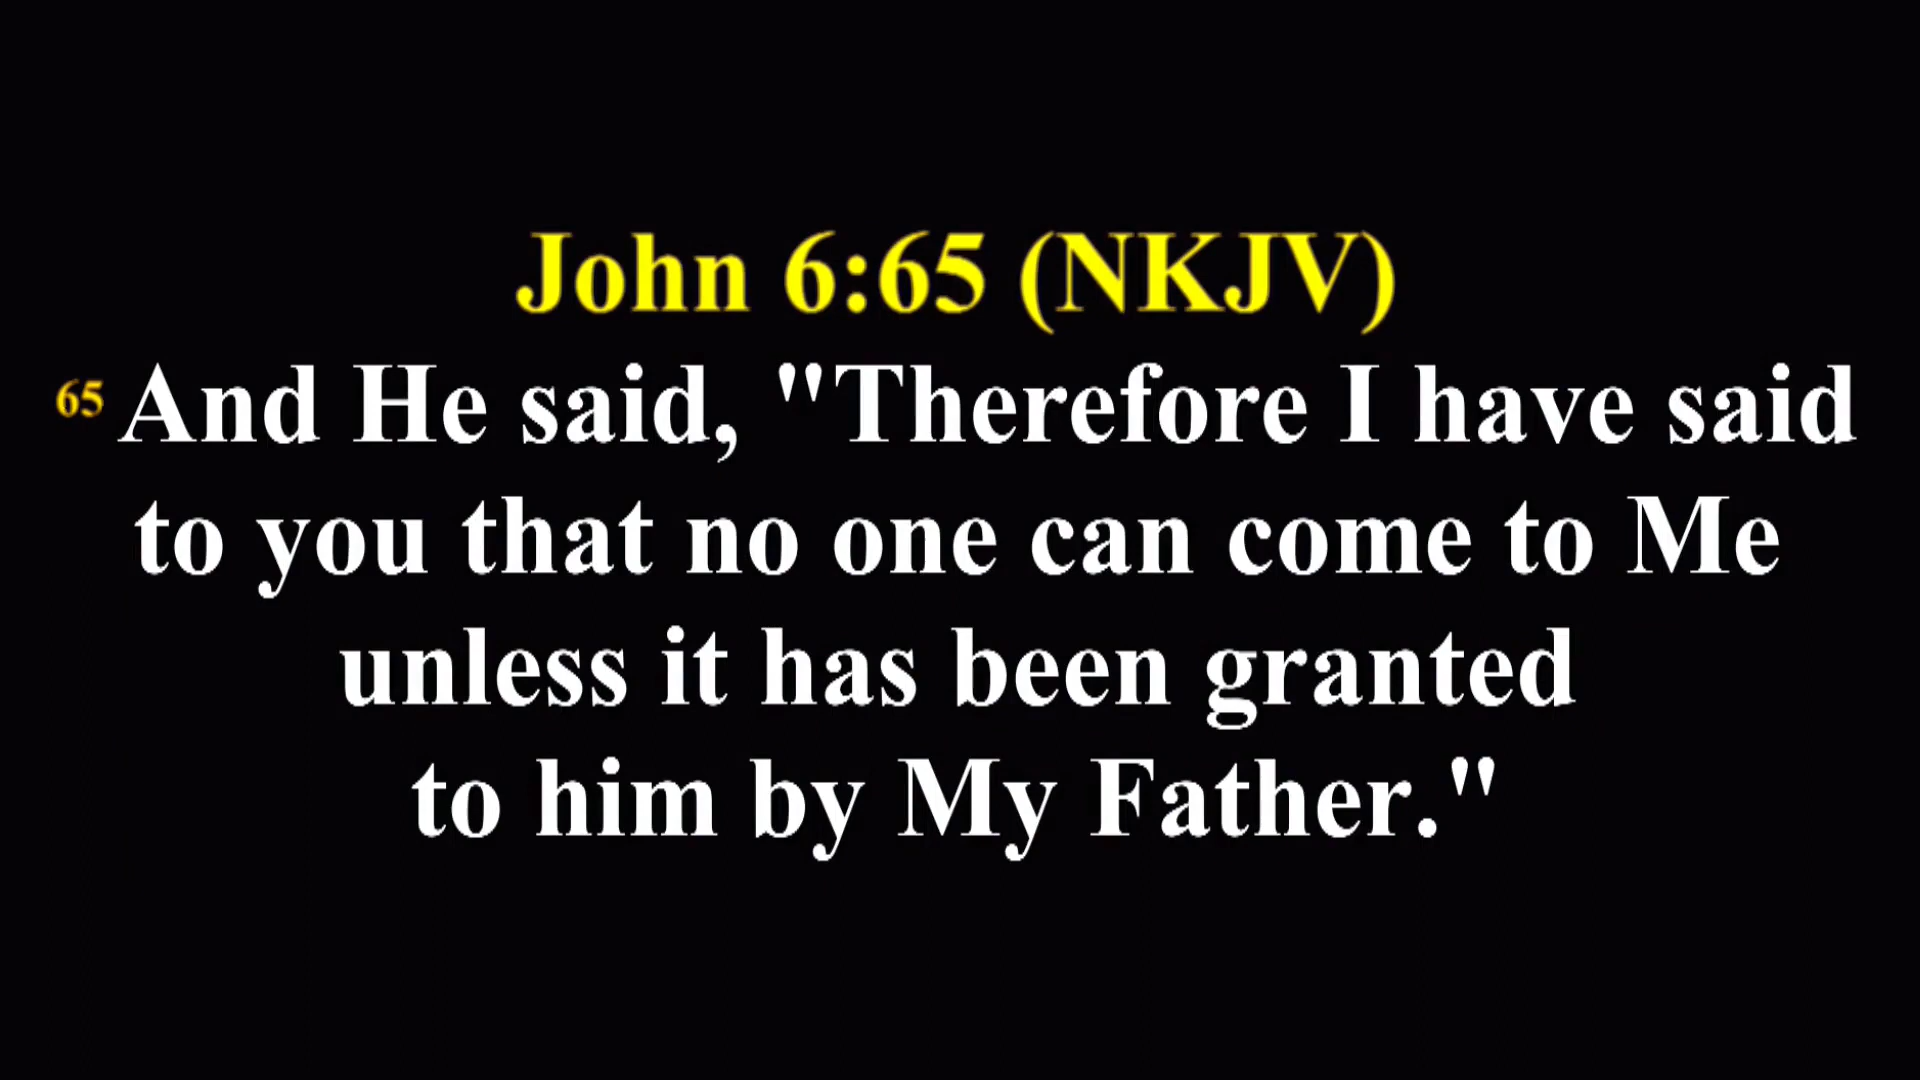 John 6:65 (NKJV)
65 And He said, "Therefore I have said
to you that no one can come to Me
unless it has been granted
to him by My Father."